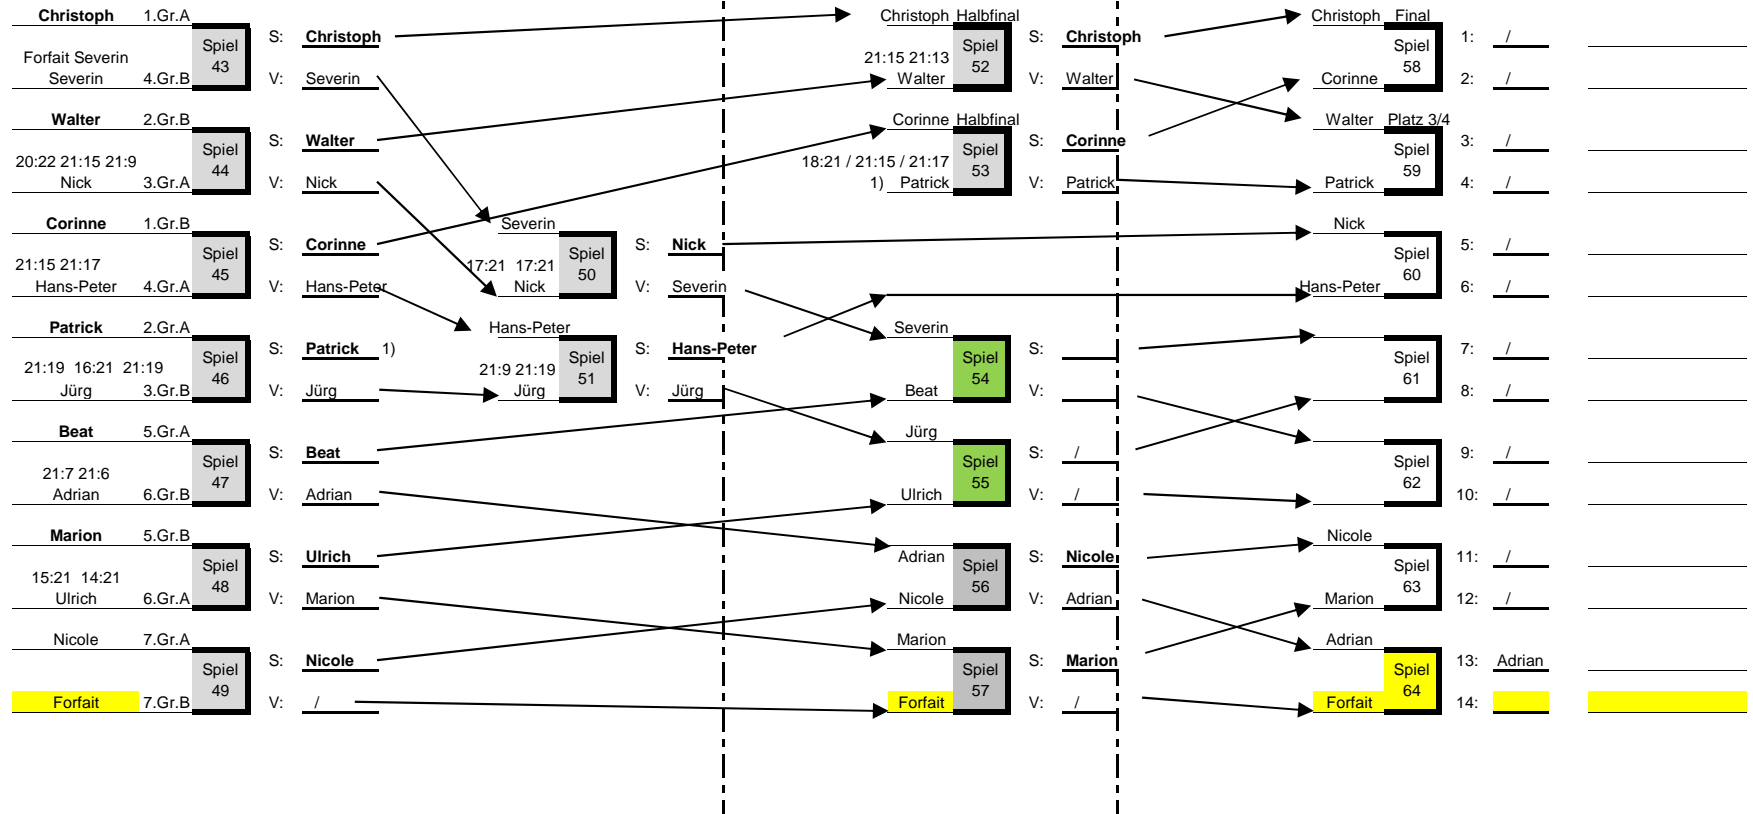 Christoph 1.Gr.A Christoph Halbfinal Christoph Final
Spiel 43 S: Christoph 21:15 21:13 Spiel 52 S: Christoph Spiel 58 1: /
Forfait Severin
Severin 4.Gr.B V: Severin Walter V: Walter Corinne 2: /
Walter 2.Gr.B Corinne Halbfinal Walter Platz 3/4
20:22 21:15 21:9 Spiel 44 S: Walter 18:21 / 21:15 / 21:17 Spiel 53 S: Corinne Spiel 59 3: /
Nick 3.Gr.A V: Nick 1) Patrick V: Patrick Patrick 4: /
Corinne 1.Gr.B Severin Nick
21:15 21:17 Spiel 45 S: Corinne 17:21 17:21 Spiel 50 S: Nick Spiel 60 5: /
Hans-Peter 4.Gr.A V: Hans-Peter Nick V: Severin Hans-Peter 6: /
Patrick 2.Gr.A Hans-Peter Severin
21:19 16:21 21:19 Spiel 46 S: Patrick 1) 21:9 21:19 Spiel 51 S: Hans-Peter Spiel 54 S: Spiel 61 7: /
Jürg 3.Gr.B V: Jürg Jürg V: Jürg Beat V: 8: /
Beat 5.Gr.A Jürg
21:7 21:6 Spiel 47 S: Beat Spiel 55 S: / Spiel 62 9: /
Adrian 6.Gr.B V: Adrian Ulrich V: / 10: /
Marion 5.Gr.B Nicole
15:21 14:21 Spiel 48 S: Ulrich Adrian Spiel 56 S: Nicole Spiel 63 11: /
Ulrich 6.Gr.A V: Marion Nicole V: Adrian Marion 12: /
Nicole 7.Gr.A Marion Adrian
Spiel 49 S: Nicole Spiel 57 S: Marion Spiel 64 13: Adrian
Forfait 7.Gr.B V: / Forfait V: / Forfait 14: